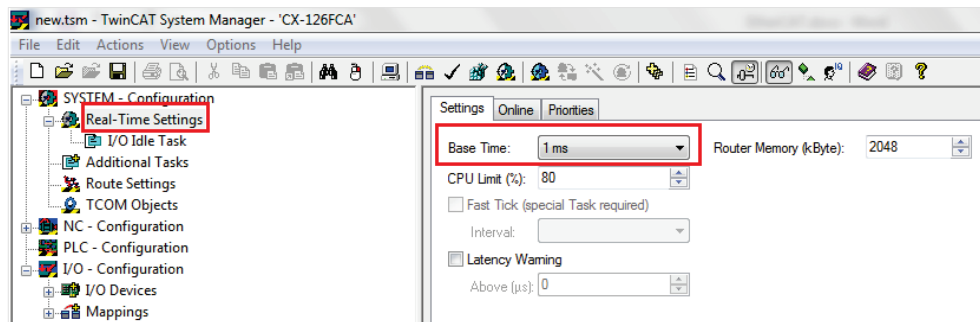 new.tsm - TwinCAT System Manager - 'CX-126FCA'
File Edit Actions View Options Help
SYSTEM - Configuration
Real-Time Settings
I/O Idle Task
Additional Tasks
Route Settings
TCOM Objects
NC - Configuration
PLC - Configuration
I/O - Configuration
I/O Devices
Mappings
Settings Online Priorities
Base Time: 1 ms Router Memory (kByte): 2048
CPU Limit (%): 80
Fast Tick (special Task required)
Interval:
Latency Warning
Above (µs): 0